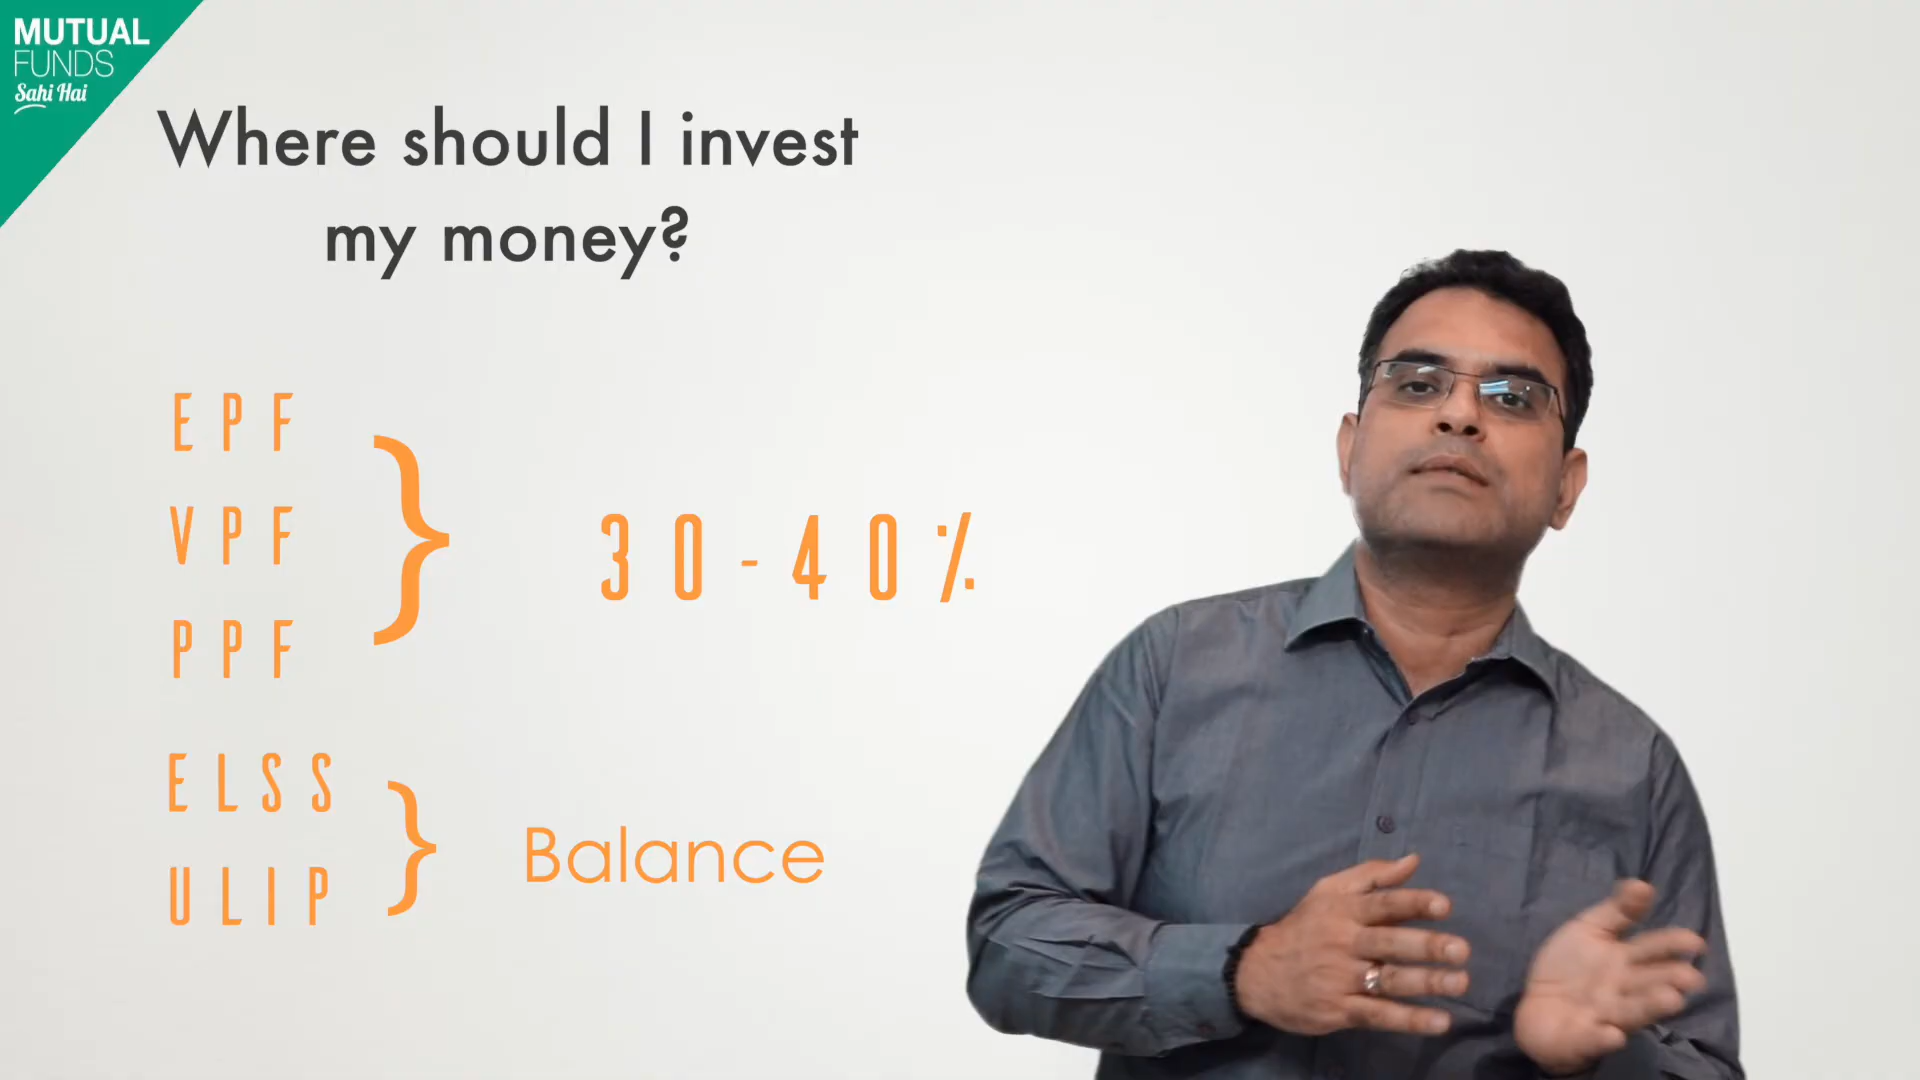 MUTUAL
FUNDS
Sahi Hai
Where should I invest
my money?
EPF
VPF
PPF
30-40%
ELSS
ULIP
Balance